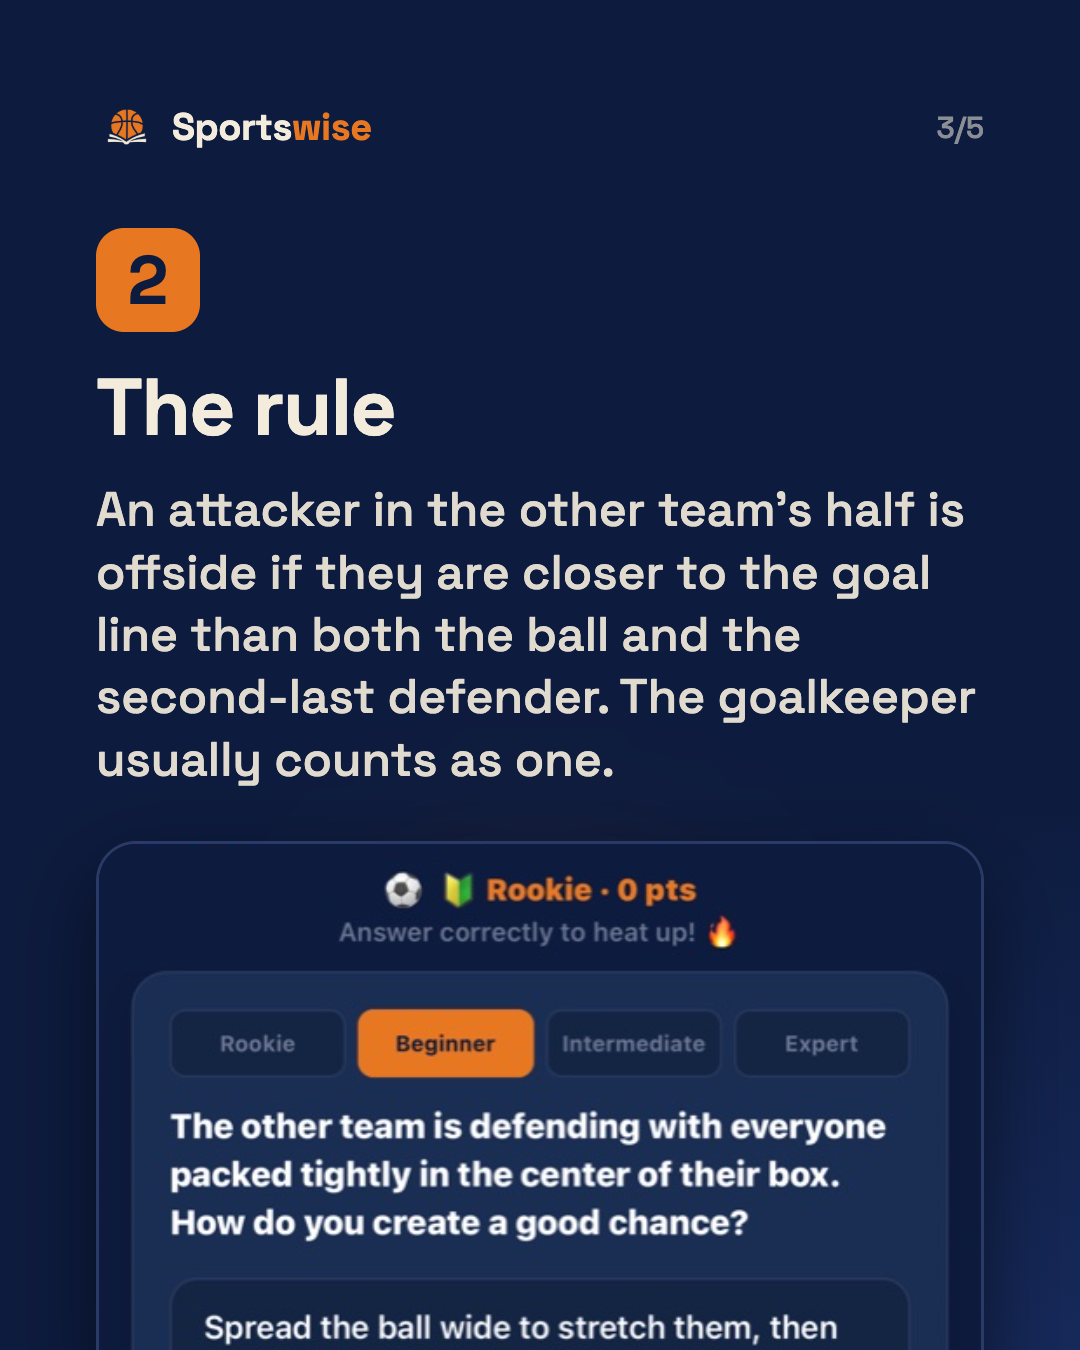 Sportswise
3/5
2
The rule
An attacker in the other team’s half is
offside if they are closer to the goal
line than both the ball and the
second-last defender. The goalkeeper
usually counts as one.
Rookie · 0 pts
Answer correctly to heat up!
Rookie
Beginner
Intermediate
Expert
The other team is defending with everyone
packed tightly in the center of their box.
How do you create a good chance?
Spread the ball wide to stretch them, then